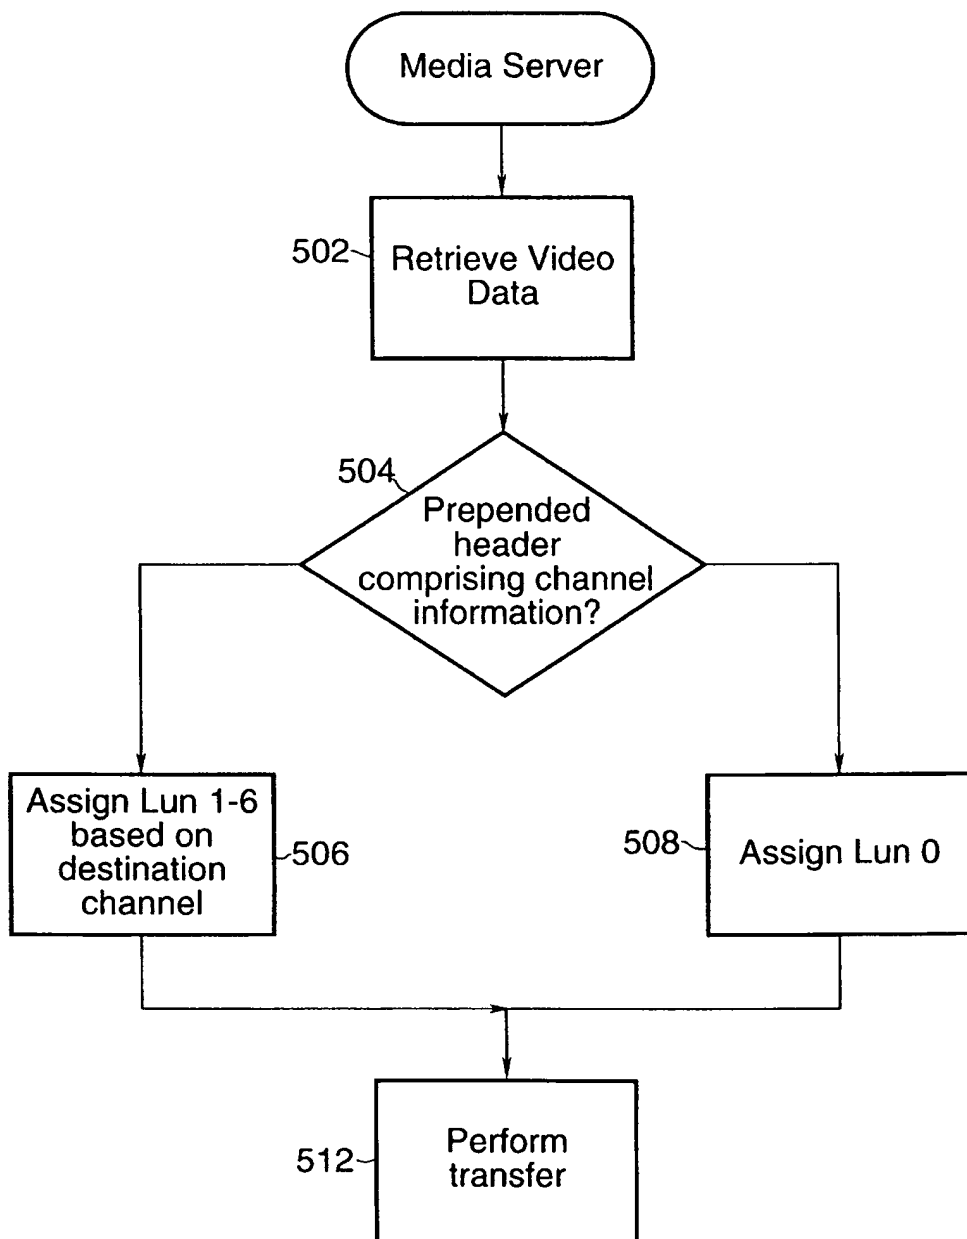 Media Server
502
Retrieve Video
Data
504
Prepended
header
comprising channel
information?
Assign Lun 1-6
based on
destination
channel
506
508
Assign Lun 0
512
Perform
transfer